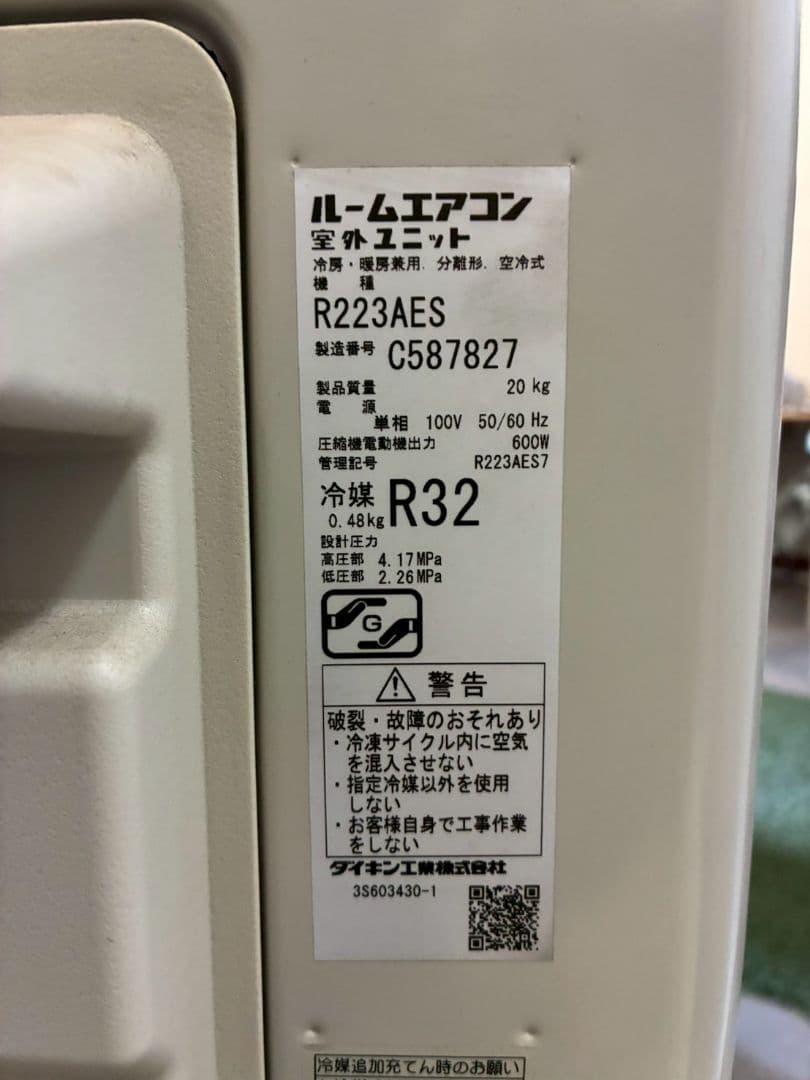 ルームエアコン
室外ユニット
冷房・暖房兼用．分離形．空冷式
機 種
R223AES
製造番号 C587827
製品質量 20 kg
電 源
単相 100V 50/60 Hz
圧縮機電動機出力 600W
管理記号 R223AES7
冷媒 R32
0.48kg
設計圧力
高圧部 4.17MPa
低圧部 2.26MPa
G
警告
破裂・故障のおそれあり
・冷凍サイクル内に空気
を混入させない
・指定冷媒以外を使用
しない
・お客様自身で工事作業
をしない
ダイキン工業株式会社
3S603430-1
冷媒追加充てん時のお願い